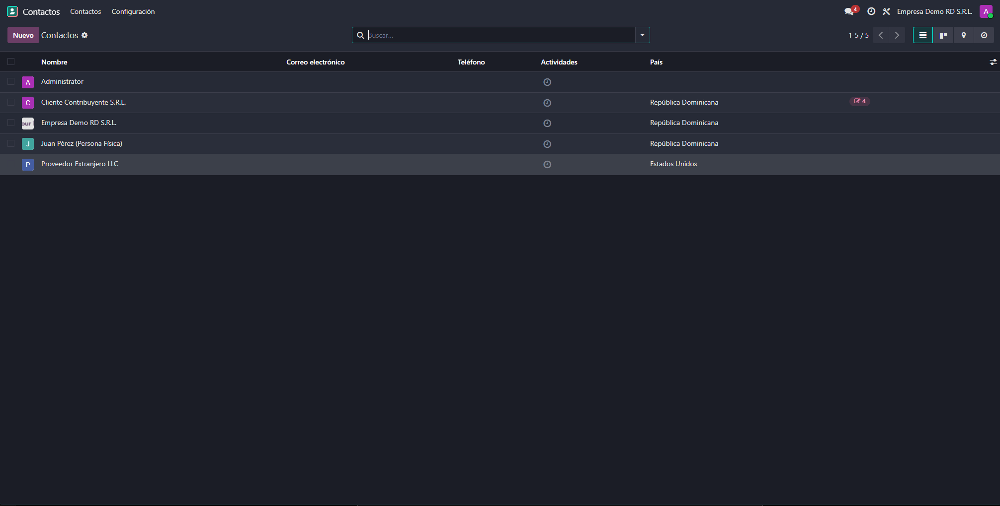 Contactos Contactos Configuración 4 Empresa Demo RD S.R.L. A
Nuevo Contactos Buscar... 1-5 / 5
Nombre Correo electrónico Teléfono Actividades País
A Administrator
C Cliente Contribuyente S.R.L. República Dominicana 4
our Empresa Demo RD S.R.L. República Dominicana
J Juan Pérez (Persona Física) República Dominicana
P Proveedor Extranjero LLC Estados Unidos